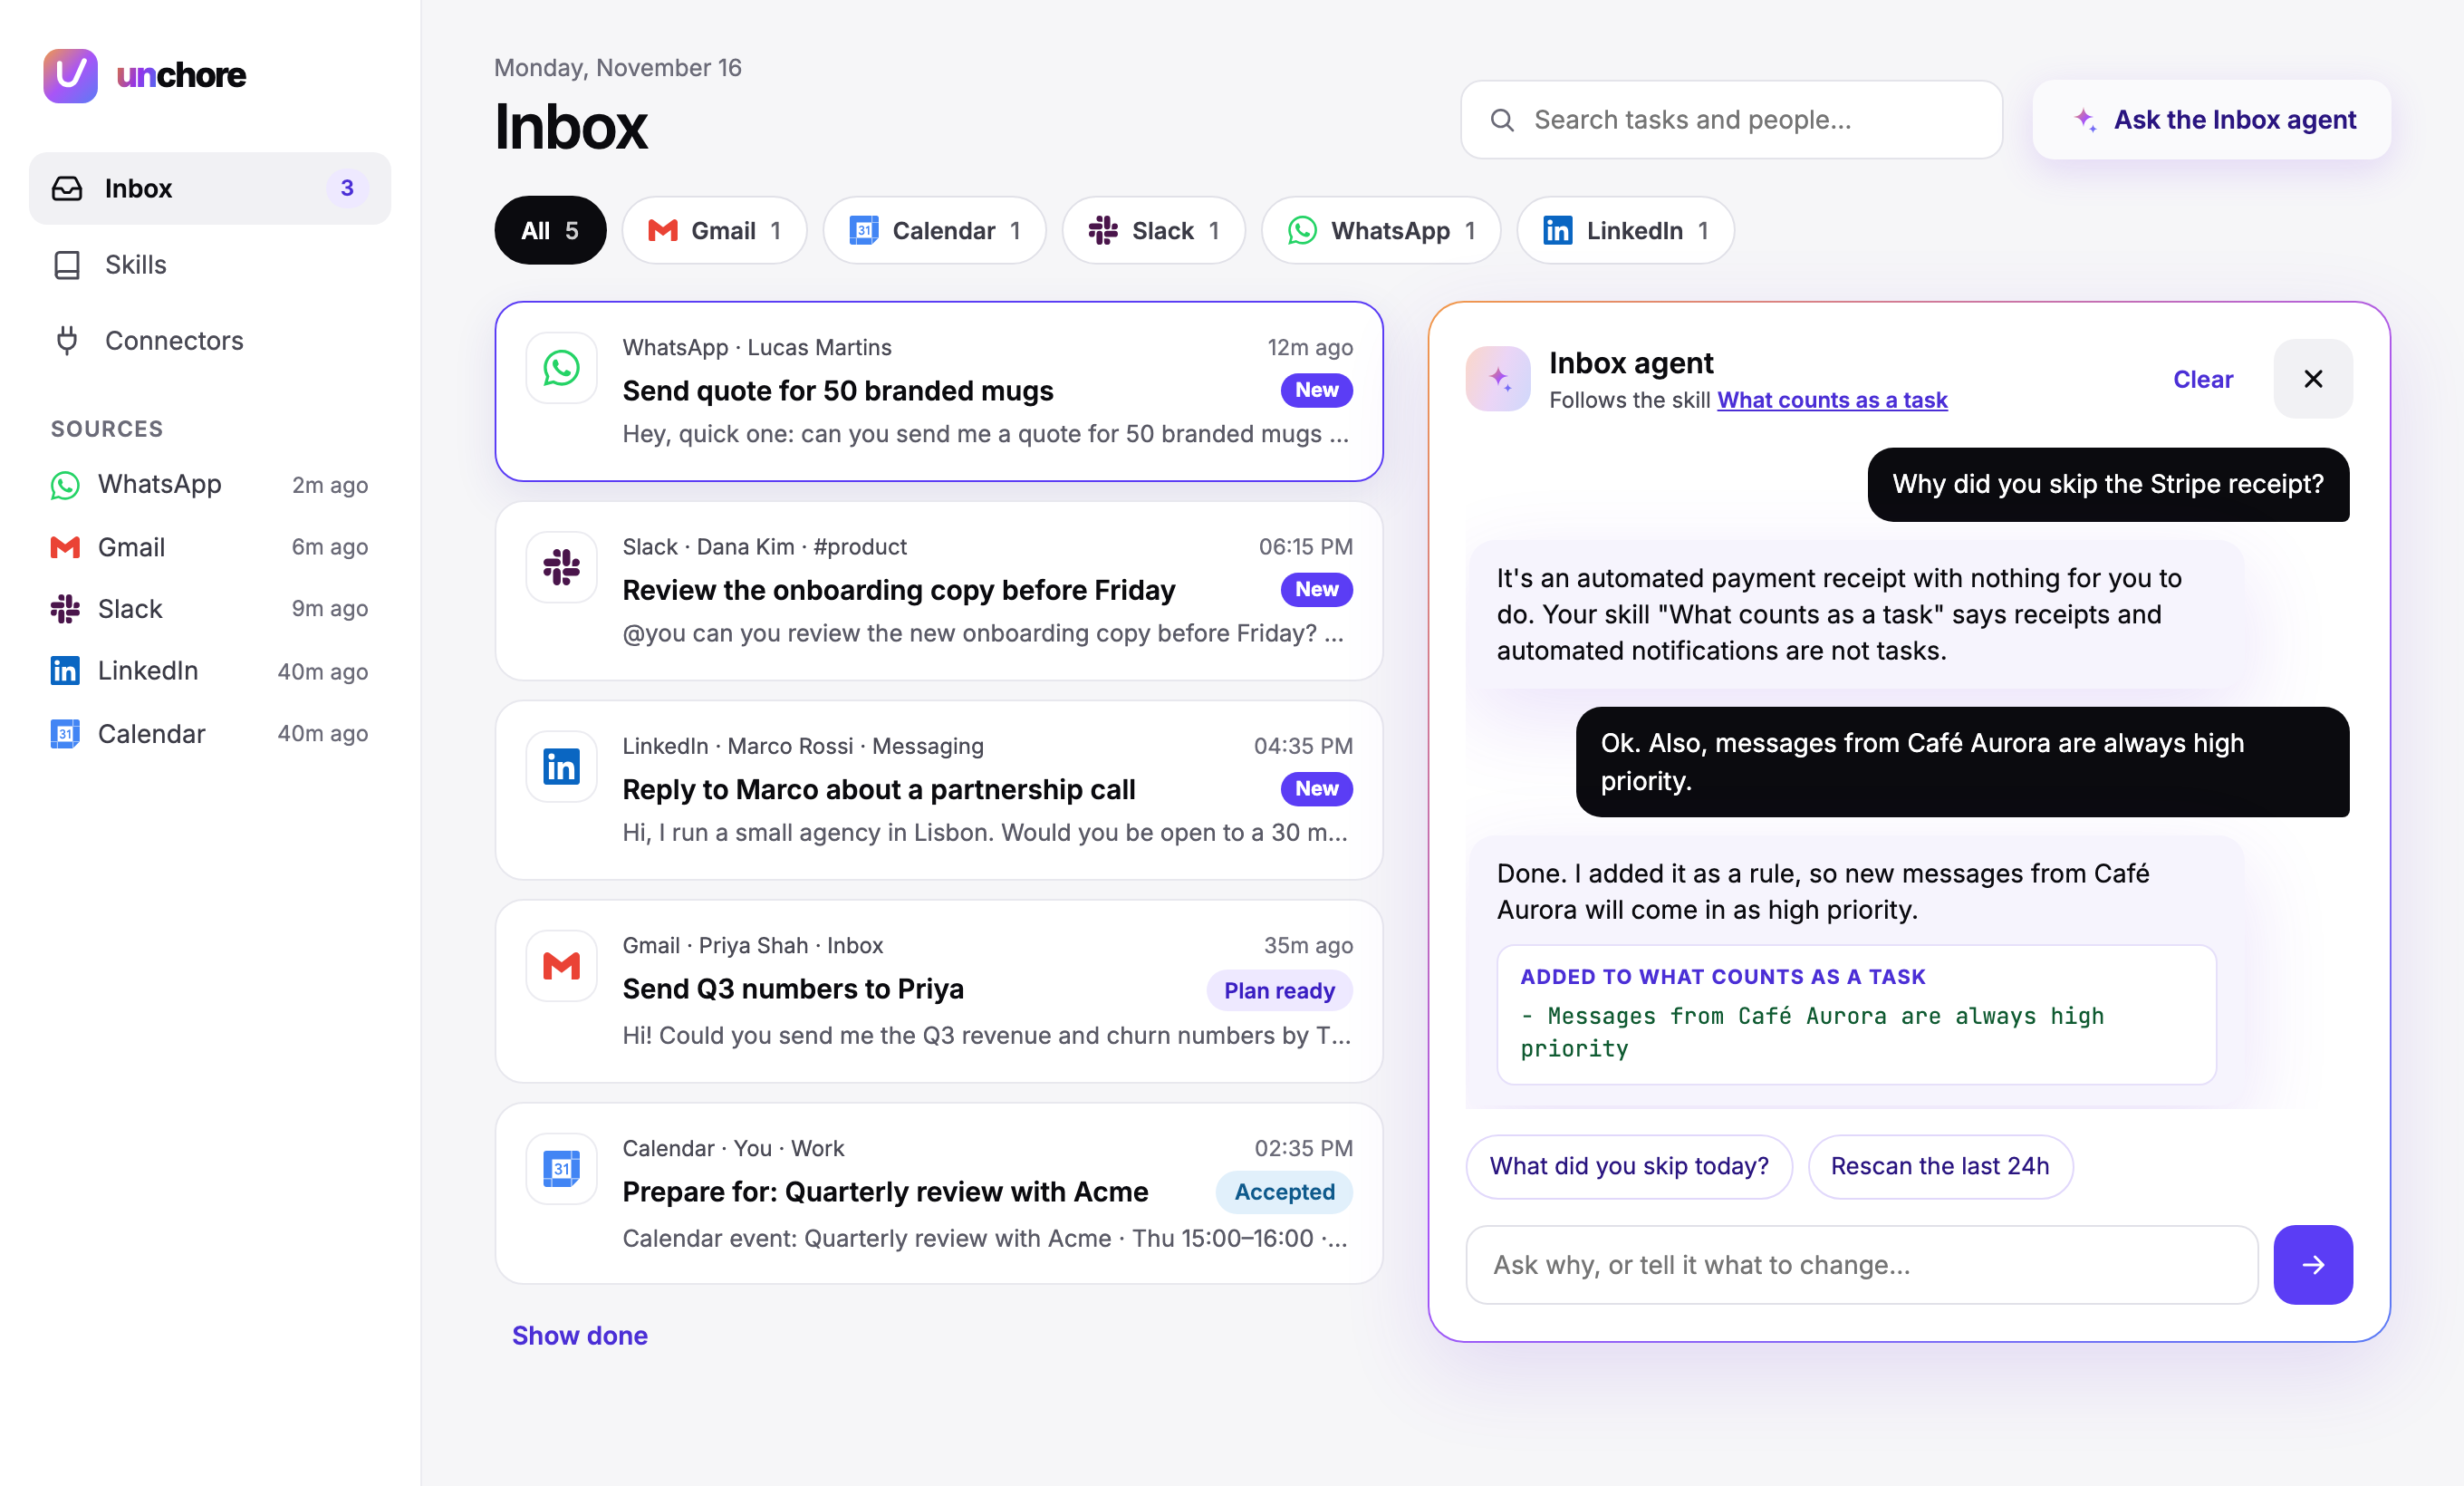 unchore
Inbox 3
Skills
Connectors
SOURCES
WhatsApp 2m ago
Gmail 6m ago
Slack 9m ago
LinkedIn 40m ago
Calendar 40m ago
Monday, November 16
Inbox
Search tasks and people...
Ask the Inbox agent
All 5
Gmail 1
Calendar 1
Slack 1
WhatsApp 1
LinkedIn 1
WhatsApp · Lucas Martins 12m ago
Send quote for 50 branded mugs New
Hey, quick one: can you send me a quote for 50 branded mugs ...
Slack · Dana Kim · #product 06:15 PM
Review the onboarding copy before Friday New
@you can you review the new onboarding copy before Friday? ...
LinkedIn · Marco Rossi · Messaging 04:35 PM
Reply to Marco about a partnership call New
Hi, I run a small agency in Lisbon. Would you be open to a 30 m...
Gmail · Priya Shah · Inbox 35m ago
Send Q3 numbers to Priya Plan ready
Hi! Could you send me the Q3 revenue and churn numbers by T...
31
Calendar · You · Work 02:35 PM
Prepare for: Quarterly review with Acme Accepted
Calendar event: Quarterly review with Acme · Thu 15:00–16:00 ·...
Show done
Inbox agent
Follows the skill What counts as a task
Clear
Why did you skip the Stripe receipt?
It's an automated payment receipt with nothing for you to
do. Your skill "What counts as a task" says receipts and
automated notifications are not tasks.
Ok. Also, messages from Café Aurora are always high
priority.
Done. I added it as a rule, so new messages from Café
Aurora will come in as high priority.
ADDED TO WHAT COUNTS AS A TASK
- Messages from Café Aurora are always high
priority
What did you skip today?
Rescan the last 24h
Ask why, or tell it what to change...